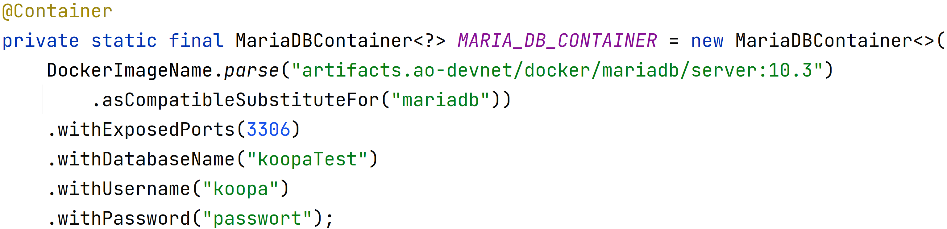 @Container
private static final MariaDBContainer<?> MARIA_DB_CONTAINER = new MariaDBContainer<>(
DockerImageName.parse("artifacts.ao-devnet/docker/mariadb/server:10.3")
.asCompatibleSubstituteFor("mariadb"))
.withExposedPorts(3306)
.withDatabaseName("koopaTest")
.withUsername("koopa")
.withPassword("passwort");